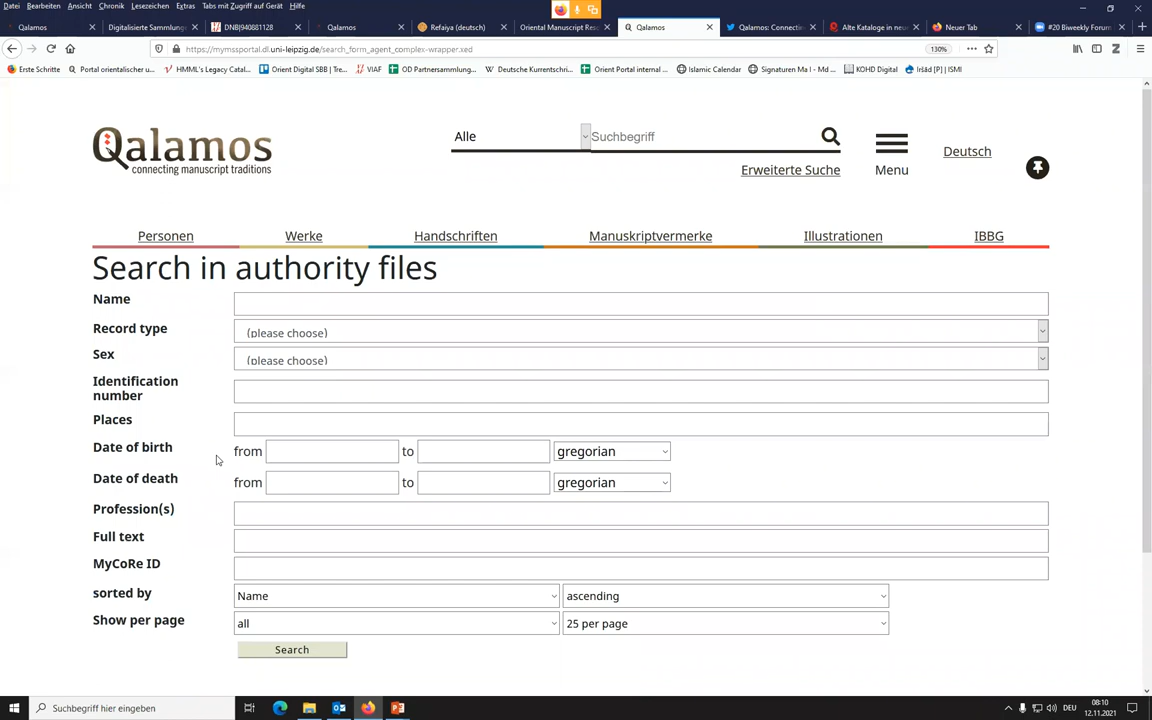 Datei Bearbeiten Ansicht Chronik Lesezeichen Extras Tabs mit Zugriff auf Gerät Hilfe
Qalamos Digitalisierte Sammlung DNB|940881128 Qalamos Refaiya (deutsch) Oriental Manuscript Res Qalamos Qalamos: Connectin Alte Kataloge in neu Neuer Tab #20 Biweekly Forum
https://mymssportal.dl.uni-leipzig.de/search_form_agent_complex-wrapper.xed 130%
Erste Schritte Portal orientalischer u... HMML's Legacy Catal... Orient Digital SBB | Tre... VIAF OD Partnersammlung... Deutsche Kurrentschri... Orient Portal internal ... Islamic Calendar Signaturen Ma I - Md ... KOHD Digital Iršād [P] | ISMI
Qalamos
connecting manuscript traditions
Alle Suchbegriff
Erweiterte Suche
Menu
Deutsch
Personen Werke Handschriften Manuskriptvermerke Illustrationen IBBG
Search in authority files
Name
Record type (please choose)
Sex (please choose)
Identification
number
Places
Date of birth from to gregorian
Date of death from to gregorian
Profession(s)
Full text
MyCoRe ID
sorted by Name ascending
Show per page all 25 per page
Search
Suchbegriff hier eingeben
DEU
08:10
12.11.2021